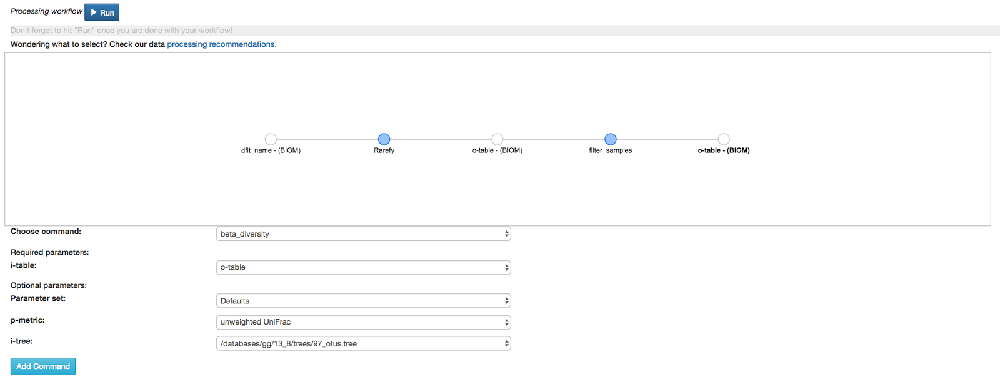 Processing workflow Run
Don't forget to hit "Run" once you are done with your workflow!
Wondering what to select? Check our data processing recommendations.
dflt_name - (BIOM) Rarefy o-table - (BIOM) filter_samples o-table - (BIOM)
Choose command: beta_diversity
Required parameters:
i-table: o-table
Optional parameters:
Parameter set: Defaults
p-metric: unweighted UniFrac
i-tree: /databases/gg/13_8/trees/97_otus.tree
Add Command